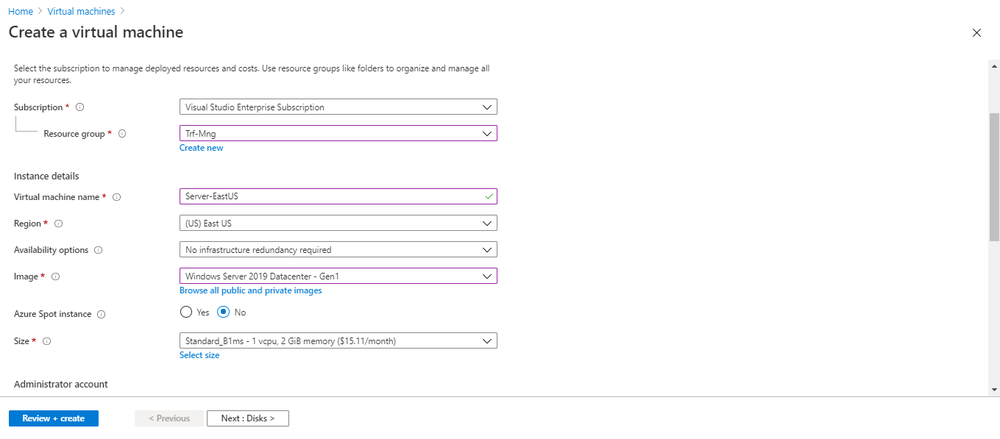 Home > Virtual machines >
Create a virtual machine
Select the subscription to manage deployed resources and costs. Use resource groups like folders to organize and manage all
your resources.
Subscription * Visual Studio Enterprise Subscription
Resource group * Trf-Mng
Create new
Instance details
Virtual machine name * Server-EastUS
Region * (US) East US
Availability options No infrastructure redundancy required
Image * Windows Server 2019 Datacenter - Gen1
Browse all public and private images
Azure Spot instance Yes No
Size * Standard_B1ms - 1 vcpu, 2 GiB memory ($15.11/month)
Select size
Administrator account
Review + create < Previous Next : Disks >